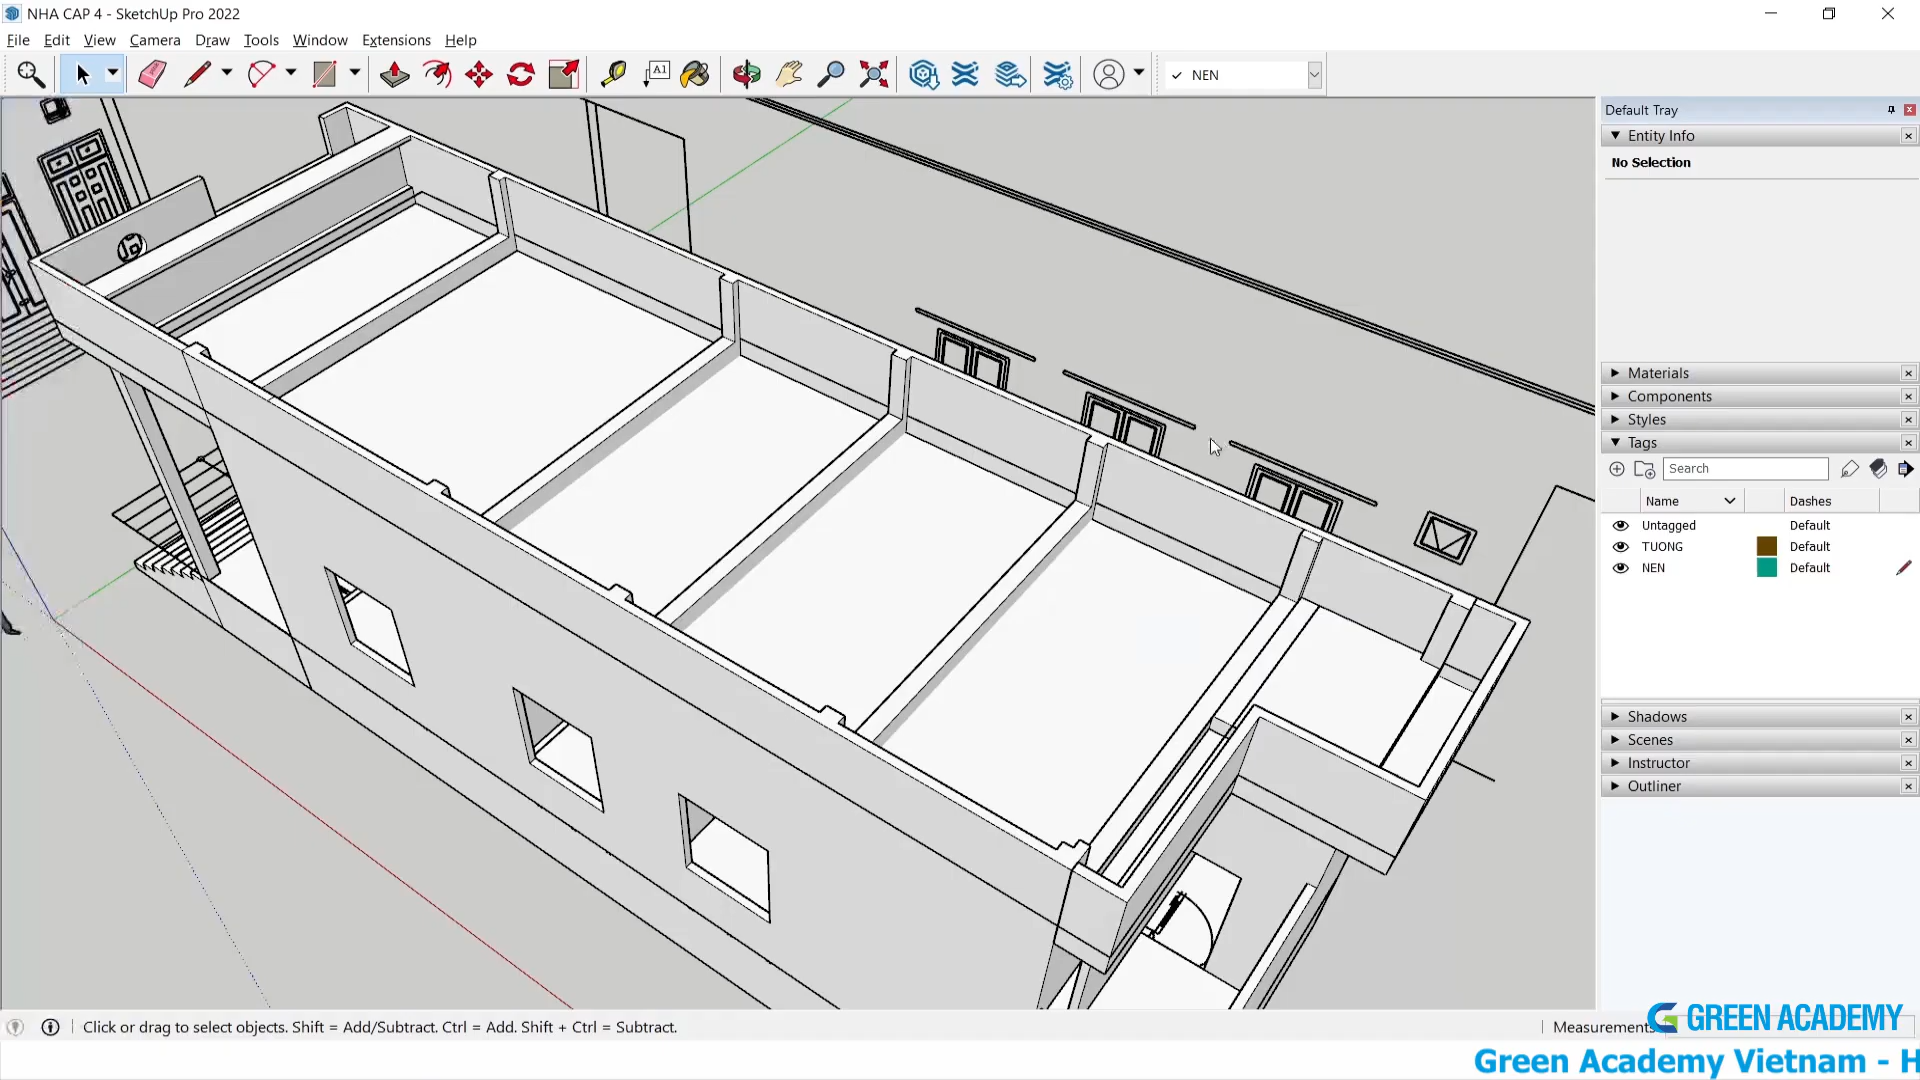 NHA CAP 4 - SketchUp Pro 2022
File Edit View Camera Draw Tools Window Extensions Help
A1
✓ NEN
Default Tray
Entity Info
No Selection
Materials
Components
Styles
Tags
Search
Name Dashes
Untagged Default
TUONG Default
NEN Default
Shadows
Scenes
Instructor
Outliner
Click or drag to select objects. Shift = Add/Subtract. Ctrl = Add. Shift + Ctrl = Subtract.
Measurements
GREEN ACADEMY
Green Academy Vietnam - H